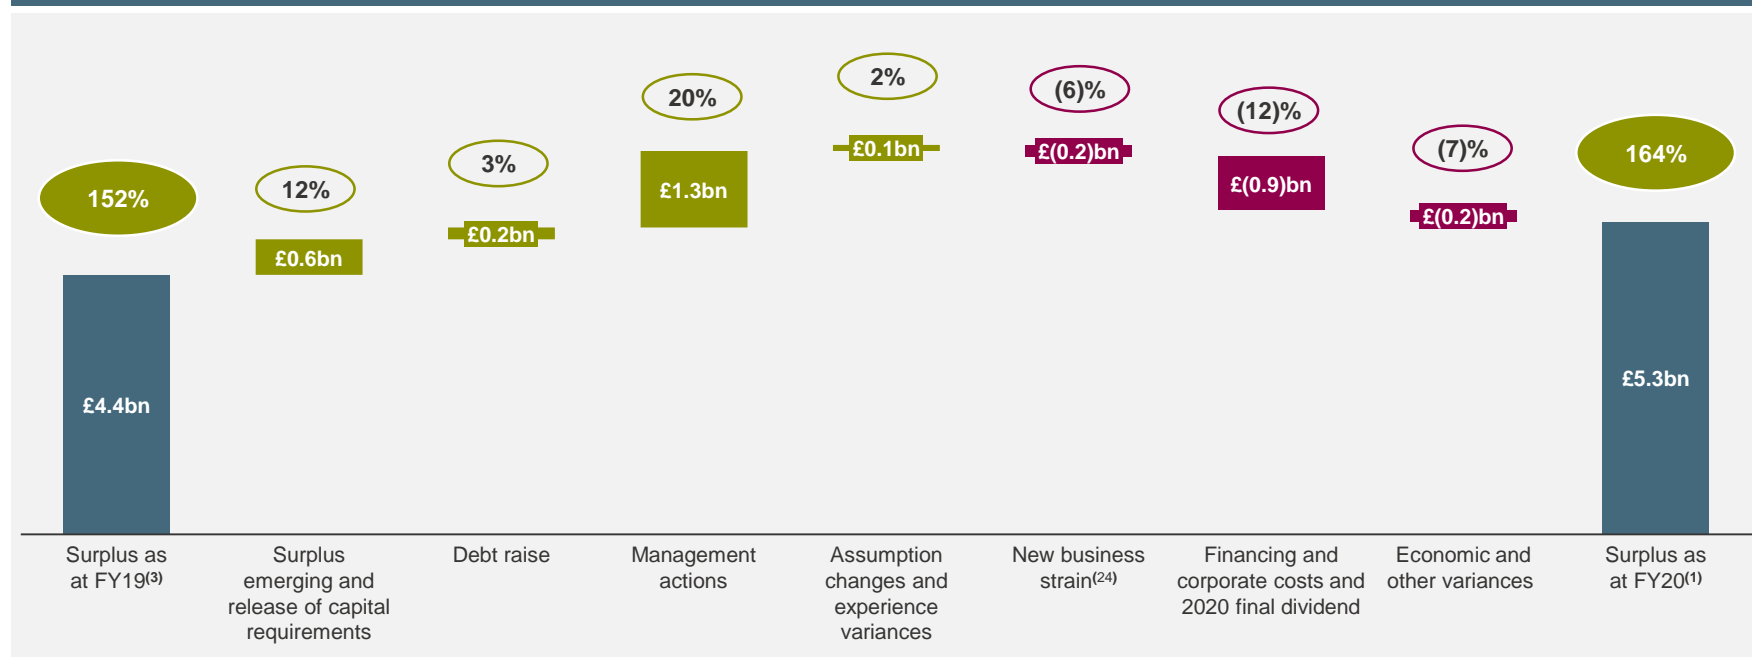 152%
12%
3%
20%
2%
(6)%
(12)%
(7)%
164%
£4.4bn
£0.6bn
£0.2bn
£1.3bn
£0.1bn
£(0.2)bn
£(0.9)bn
£(0.2)bn
£5.3bn
Surplus as
at FY19(3)
Surplus
emerging and
release of capital
requirements
Debt raise
Management
actions
Assumption
changes and
experience
variances
New business
strain(24)
Financing and
corporate costs and
2020 final dividend
Economic and
other variances
Surplus as
at FY20(1)